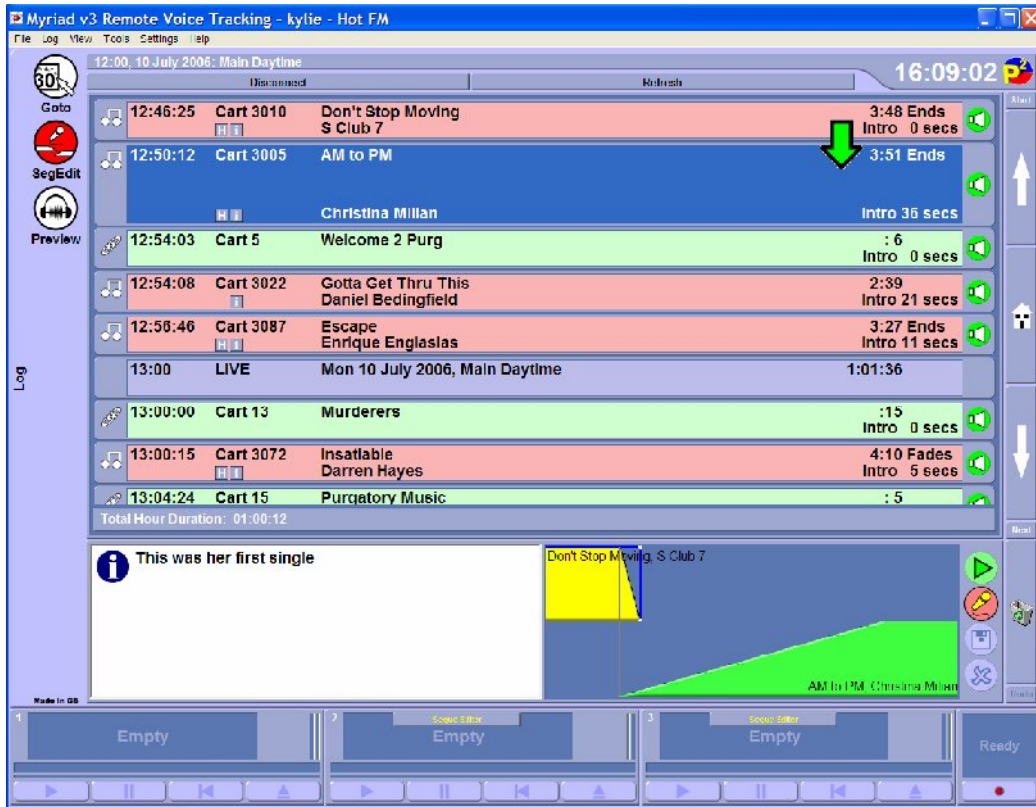 Myriad v3 Remote Voice Tracking - kylie - Hot FM
File Log View Tools Settings Help
12:00, 10 July 2006: Main Daytime
16:09:02
Disconnect Refresh
Goto
SegEdit
Preview
Log
Made in GB
12:46:25 Cart 3010 Don't Stop Moving 3:48 Ends
H i S Club 7 Intro 0 secs
12:50:12 Cart 3005 AM to PM 3:51 Ends
H i Christina Milian Intro 36 secs
12:54:03 Cart 5 Welcome 2 Purg : 6
Intro 0 secs
12:54:08 Cart 3022 Gotta Get Thru This 2:39
i Daniel Bedingfield Intro 21 secs
12:56:46 Cart 3087 Escape 3:27 Ends
H i Enrique Englasias Intro 11 secs
13:00 LIVE Mon 10 July 2006, Main Daytime 1:01:36
13:00:00 Cart 13 Murderers :15
Intro 0 secs
13:00:15 Cart 3072 Insatiable 4:10 Fades
H i Darren Hayes Intro 5 secs
13:04:24 Cart 15 Purgatory Music : 5
Total Hour Duration: 01:00:12
Next
This was her first single
Don't Stop Moving, S Club 7
AM to PM, Christina Milian
1 Empty
2 Segue Editor
Empty
3 Segue Editor
Empty
Ready